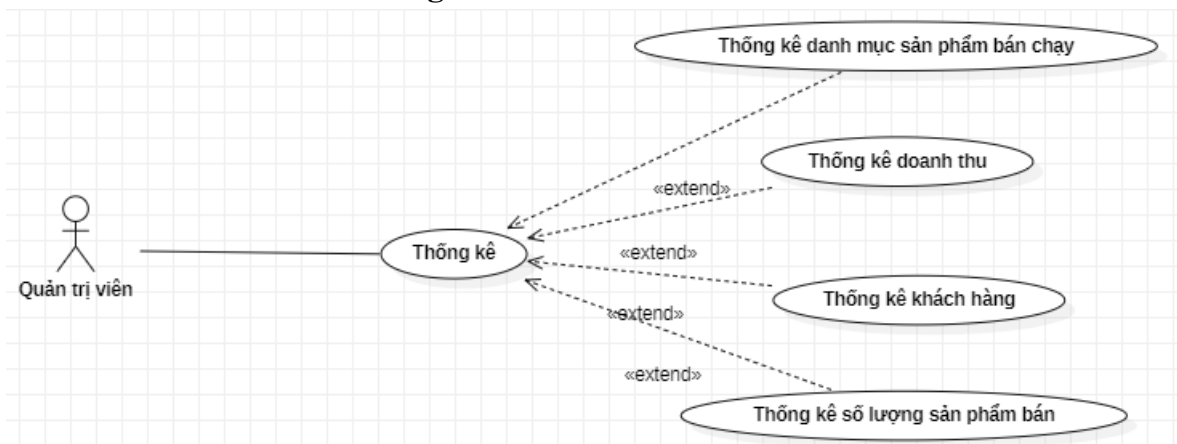 Thống kê danh mục sản phẩm bán chạy
Thống kê doanh thu
«extend»
Thống kê
«extend»
Quản trị viên
Thống kê khách hàng
«extend»
«extend»
Thống kê số lượng sản phẩm bán